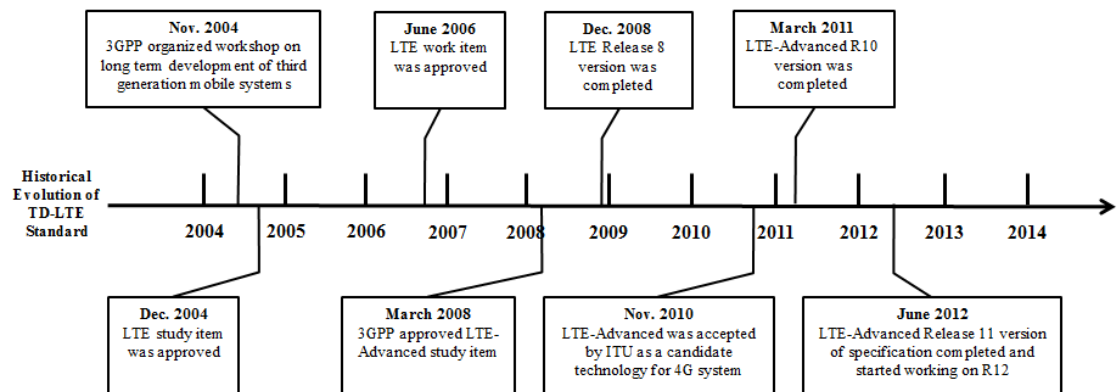 Nov. 2004
3GPP organized workshop on
long term development of third
generation mobile systems
June 2006
LTE work item
was approved
Dec. 2008
LTE Release 8
version was
completed
March 2011
LTE-Advanced R10
version was
completed
Historical
Evolution of
TD-LTE
Standard
2004 2005 2006 2007 2008 2009 2010 2011 2012 2013 2014
Dec. 2004
LTE study item
was approved
March 2008
3GPP approved LTE-
Advanced study item
Nov. 2010
LTE-Advanced was accepted
by ITU as a candidate
technology for 4G system
June 2012
LTE-Advanced Release 11 version
of specification completed and
started working on R12